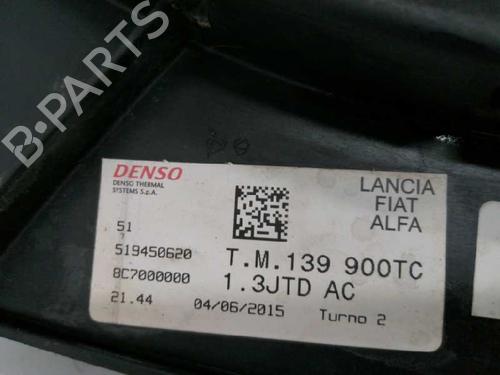 B-PARTS
DENSO
DENSO THERMAL
SYSTEMS S.p.A.
LANCIA
FIAT
ALFA
51
519450620
8C7000000
T.M.139 900TC
1.3JTD AC
21.44 04/06/2015 Turno 2